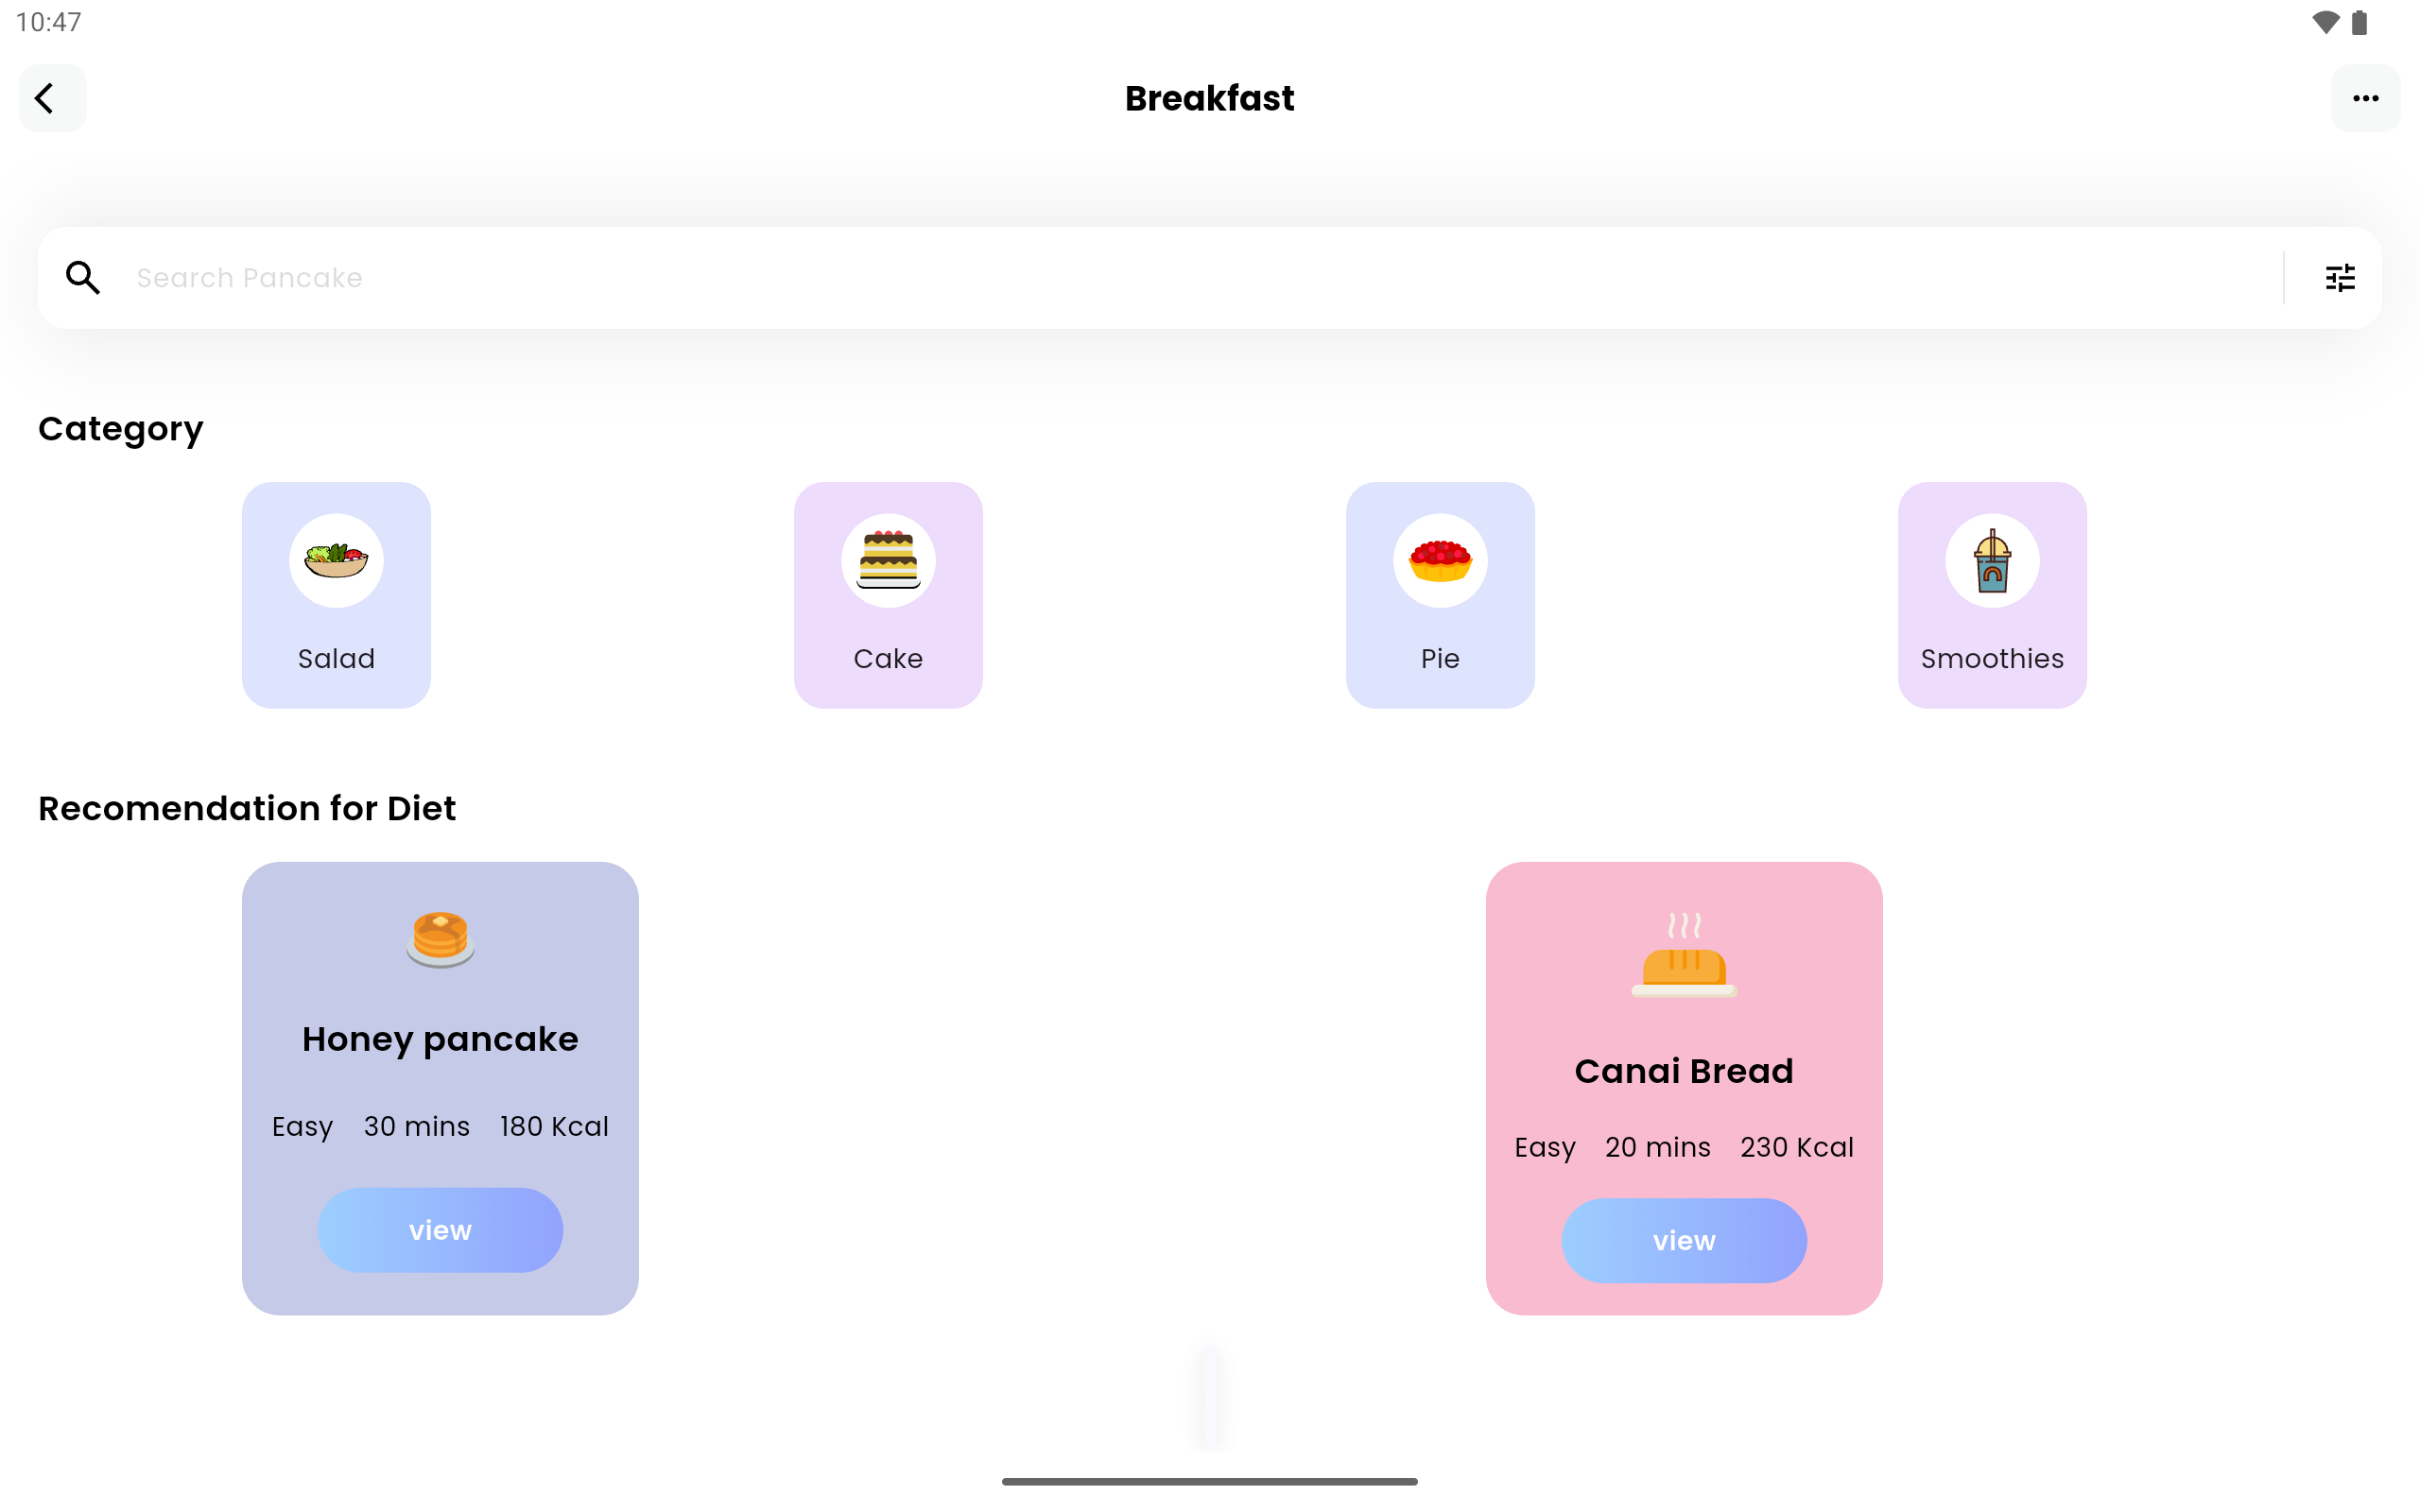 10:47
Breakfast
Search Pancake
Category
Salad
Cake
Pie
Smoothies
Recomendation for Diet
Honey pancake
Easy 30 mins 180 Kcal
view
Canai Bread
Easy 20 mins 230 Kcal
view